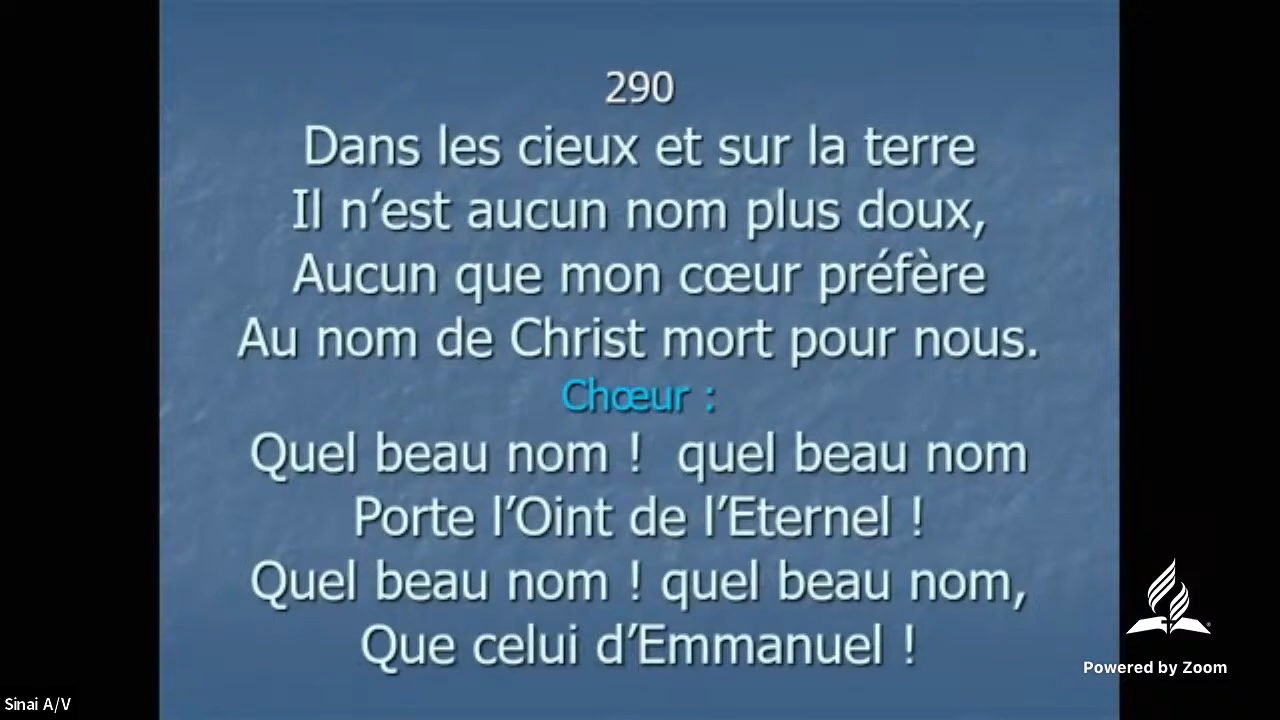 290
Dans les cieux et sur la terre
Il n’est aucun nom plus doux,
Aucun que mon cœur préfère
Au nom de Christ mort pour nous.
Chœur :
Quel beau nom !  quel beau nom
Porte l’Oint de l’Eternel !
Quel beau nom ! quel beau nom,
Que celui d’Emmanuel !
Powered by Zoom
Sinai A/V